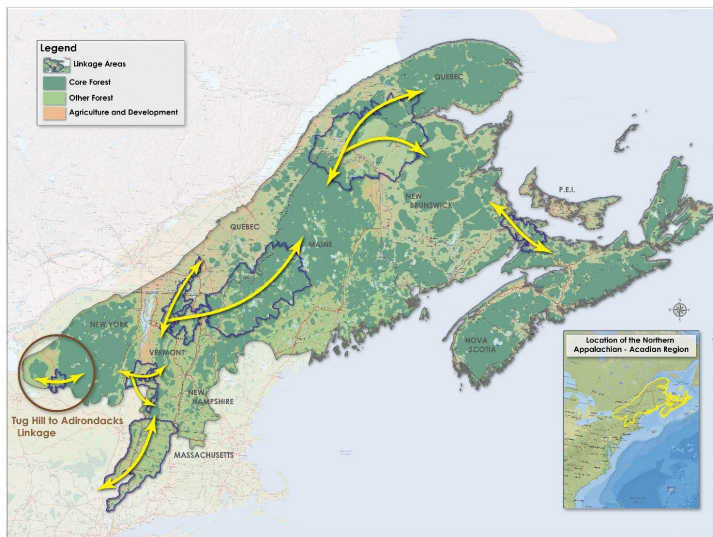 Legend
Linkage Areas
Core Forest
Other Forest
Agriculture and Development
QUEBEC
P.E.I.
NEW
BRUNSWICK
QUEBEC
MAINE
NEW YORK
NOVA
SCOTIA
VERMONT
NEW
HAMPSHIRE
Tug Hill to Adirondacks
Linkage
MASSACHUSETTS
Location of the Northern
Appalachian - Acadian Region